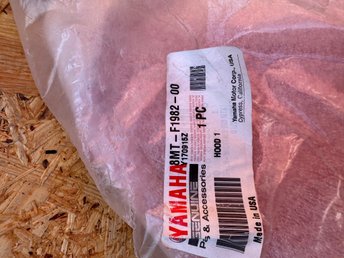 8MT-F1982-00
Y170915Z
1 PC
HOOD 1
YAMAHA
GENUINE
Parts & Accessories
Yamaha Motor Corp., USA
Cypress, California
Made in USA